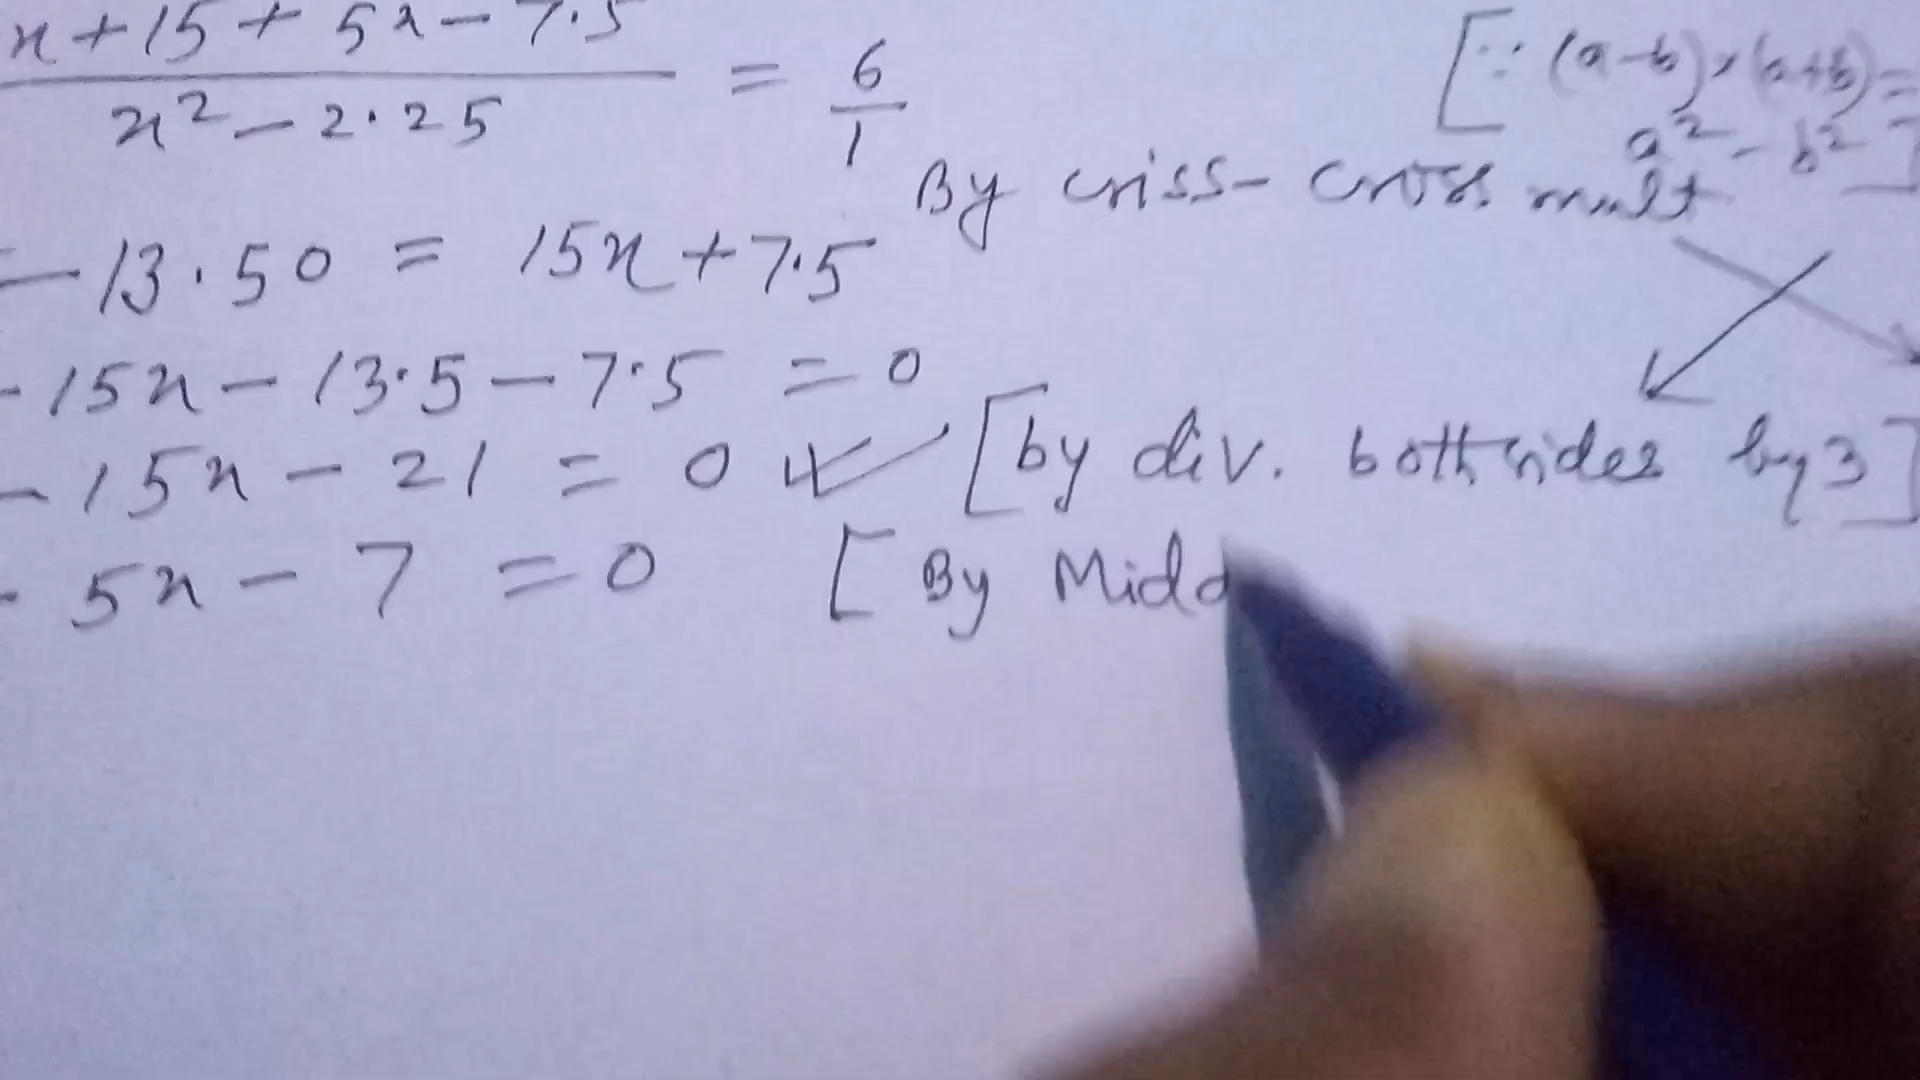 x + 15 + 5x - 7.5
x² - 2.25
= 6/1
[∵ (a-b)×(a+b) =
a² - b²]
By criss-cross mult
- 13.50 = 15x + 7.5
- 15x - 13.5 - 7.5 = 0
- 15x - 21 = 0 [by div. both sides by 3]
- 5x - 7 = 0 [By Midd